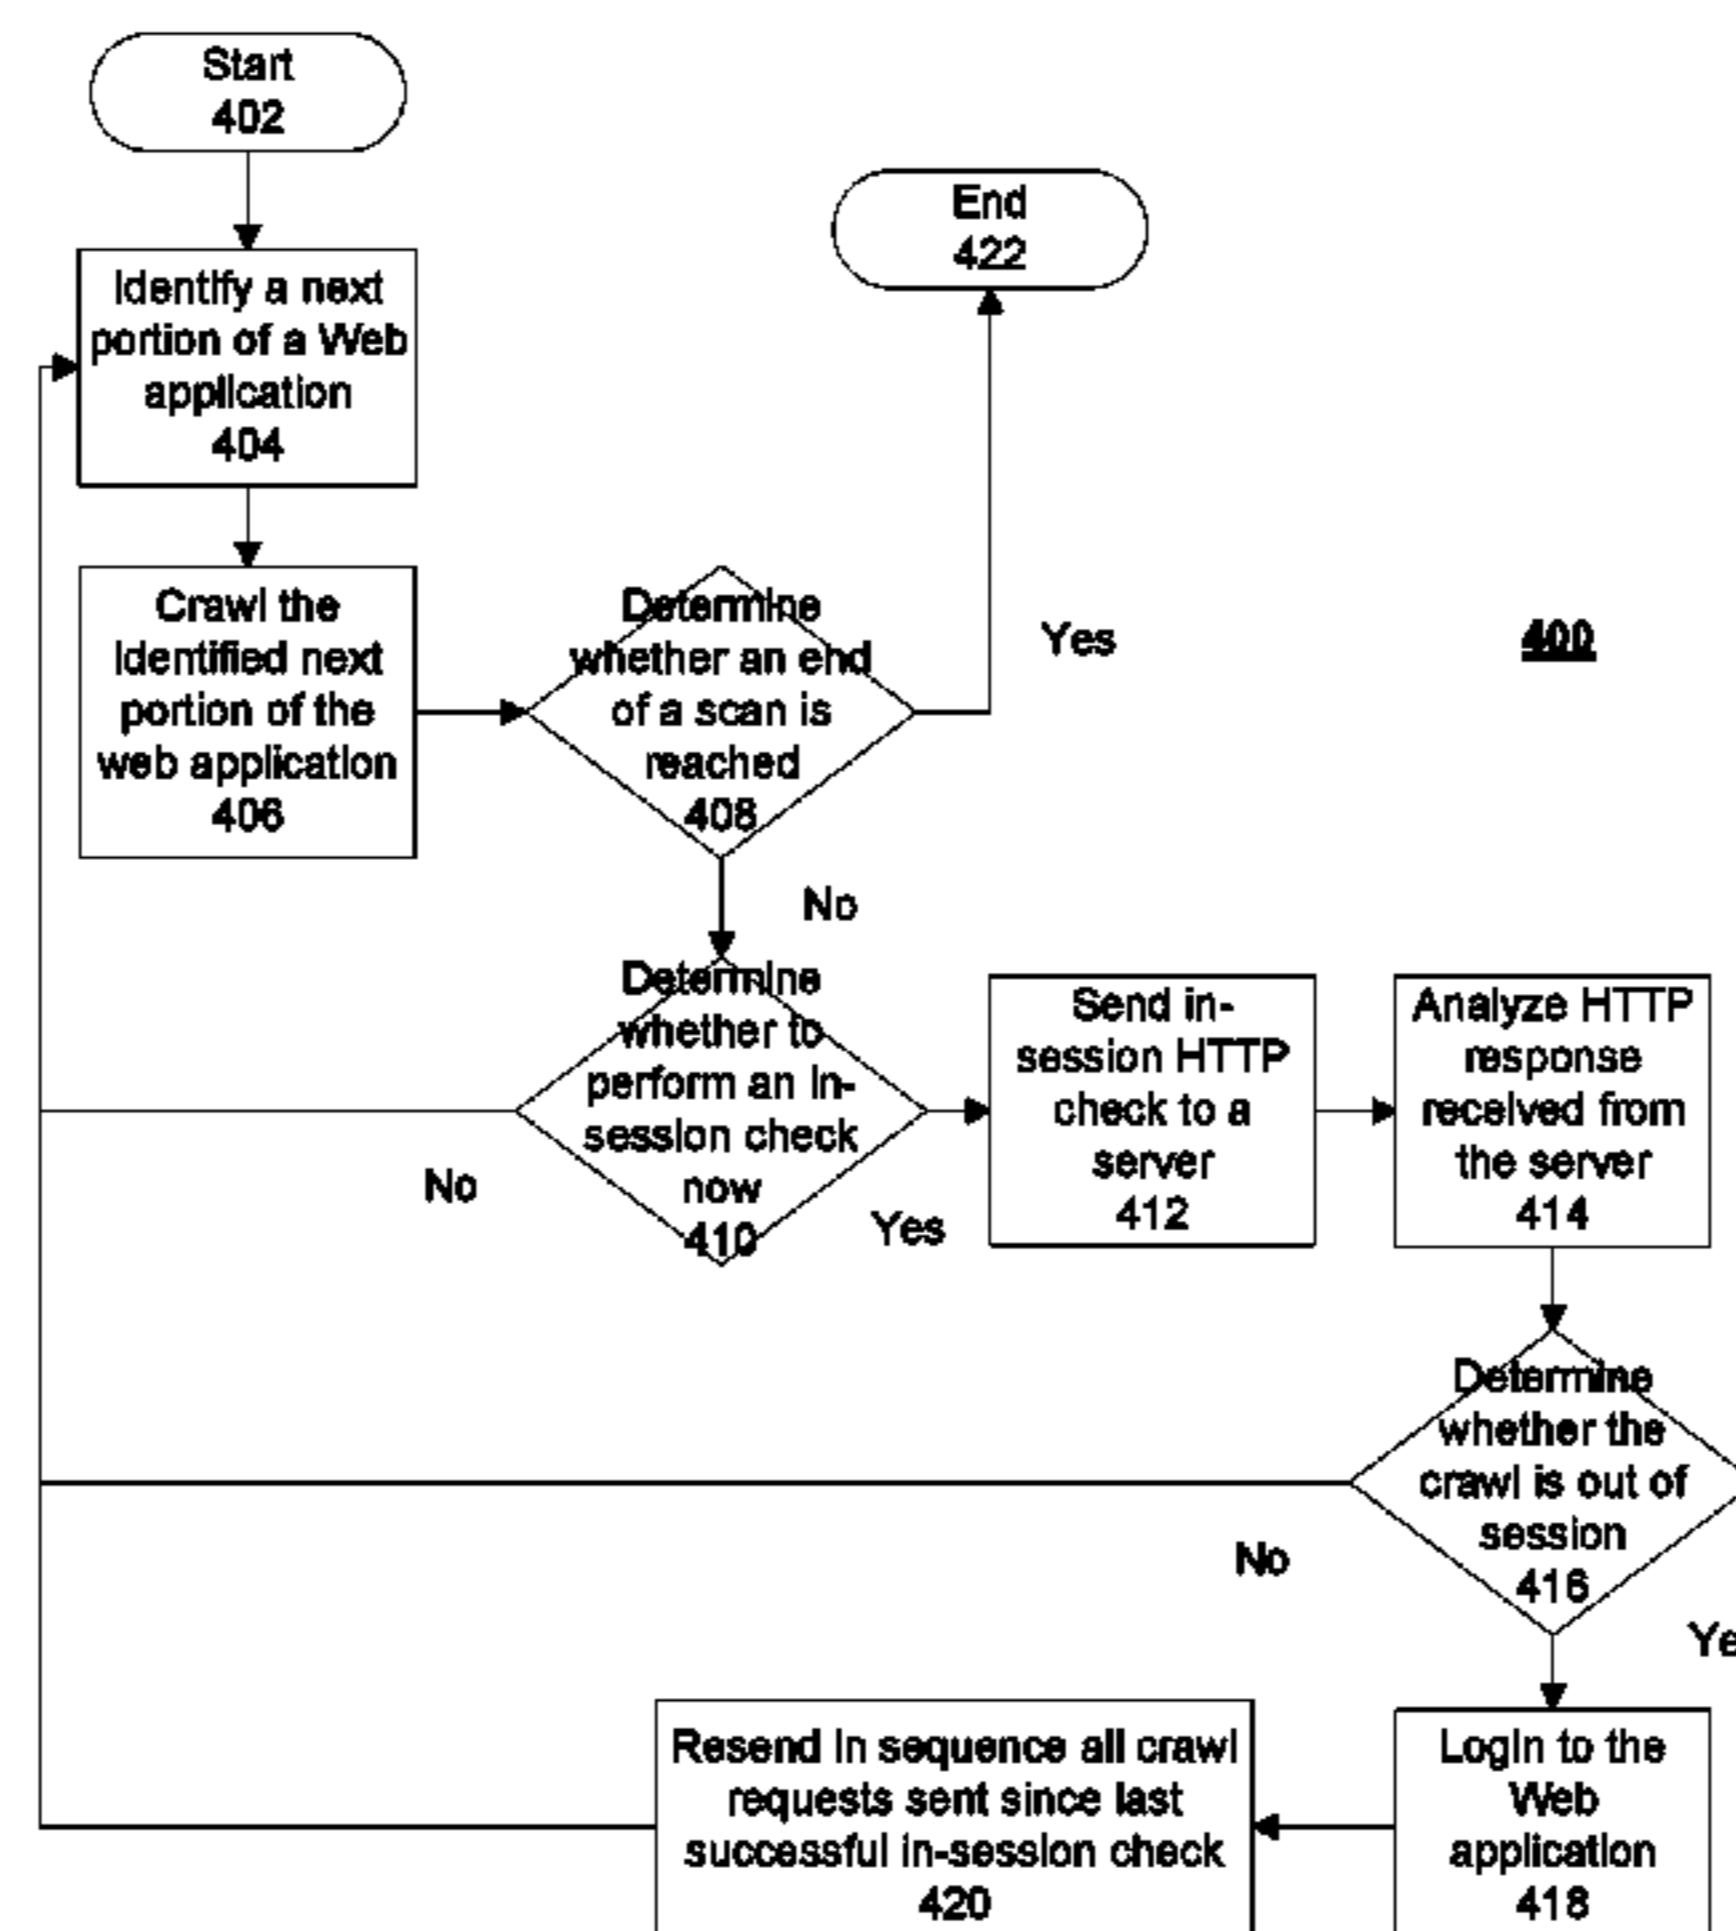 Start
402
End
422
Identify a next
portion of a Web
application
404
Crawl the
identified next
portion of the
web application
406
Determine
whether an end
of a scan is
reached
408
Yes
400
No
Determine
whether to
perform an in-
session check
now
410
No
Yes
Send in-
session HTTP
check to a
server
412
Analyze HTTP
response
received from
the server
414
Determine
whether the
crawl is out of
session
416
No
Ye
Login to the
Web
application
418
Resend in sequence all crawl
requests sent since last
successful in-session check
420